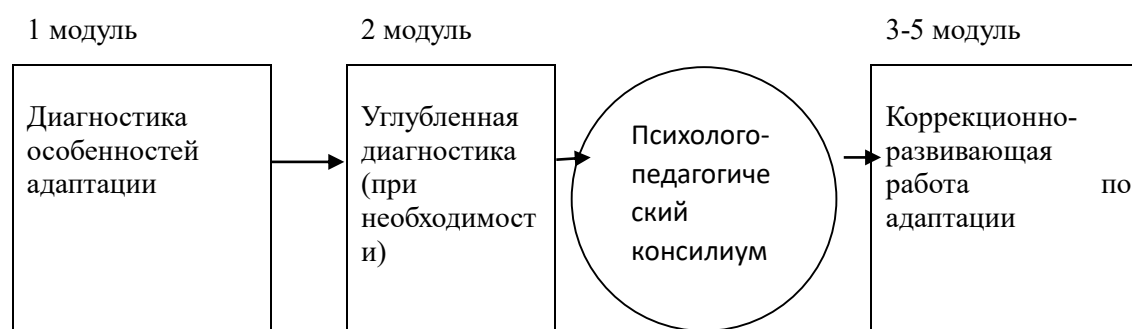 1 модуль
2 модуль
3-5 модуль
Диагностика
особенностей
адаптации
Углубленная
диагностика
(при
необходимост
и)
Психолого-
педагогиче
ский
консилиум
Коррекционно-
развивающая
работа по
адаптации